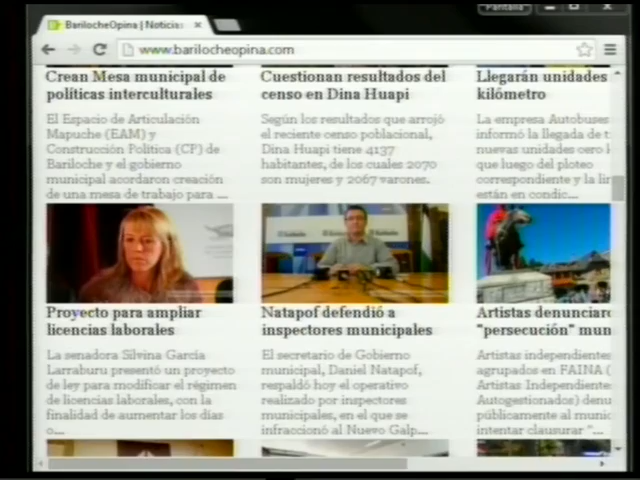 Pantalla
BarilocheOpina | Noticias
www.barilocheopina.com
Crean Mesa municipal de
políticas interculturales
El Espacio de Articulación
Mapuche (EAM) y
Construcción Política (CP) de
Bariloche y el gobierno
municipal acordaron creación
de una mesa de trabajo para ...
Cuestionan resultados del
censo en Dina Huapi
Según los resultados que arrojó
el reciente censo poblacional,
Dina Huapi tiene 4137
habitantes, de los cuales 2070
son mujeres y 2067 varones.
Llegarán unidades
kilómetro
La empresa Autobuses
informó la llegada de t
nuevas unidades cero k
que luego del ploteo
correspondiente y la lin
están en condic...
Proyecto para ampliar
licencias laborales
La senadora Silvina García
Larraburu presentó un proyecto
de ley para modificar el régimen
de licencias laborales, con la
finalidad de aumentar los días
o...
Natapof defendió a
inspectores municipales
El secretario de Gobierno
municipal, Daniel Natapof,
respaldó hoy el operativo
realizado por inspectores
municipales, en el que se
infraccionó al Nuevo Galp...
Artistas denunciaro
"persecución" mun
Artistas independientes
agrupados en FAINA (
Artistas Independiente
Autogestionados) denu
públicamente al munic
intentar clausurar "...